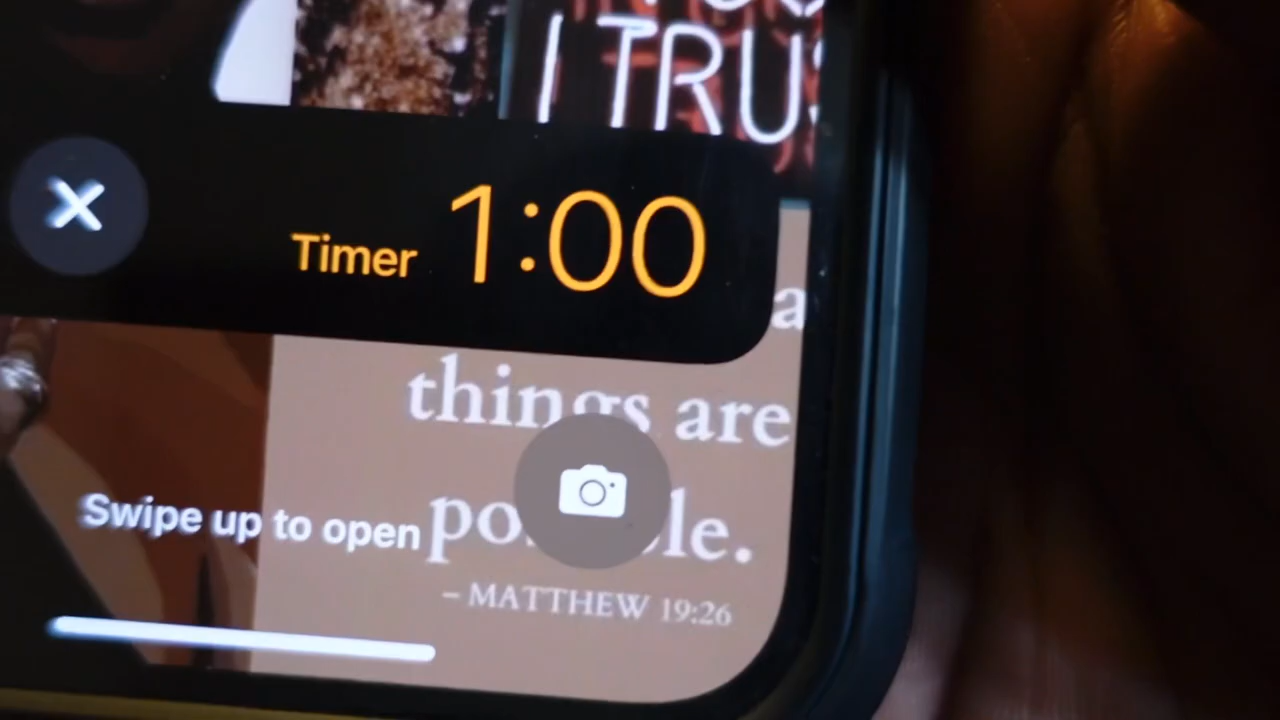 I TRUS
Timer 1:00
a
things are
Swipe up to open
le.
– MATTHEW 19:26